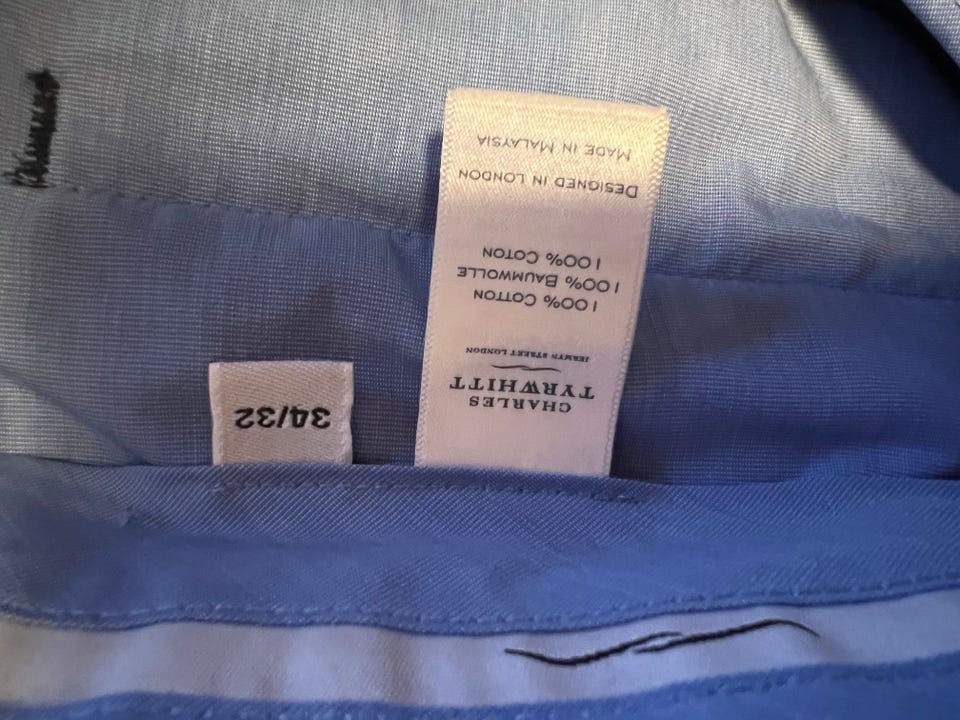 CHARLES
TYRWHITT
JERMYN STREET LONDON
100% COTTON
100% BAUMWOLLE
100% COTON
DESIGNED IN LONDON
MADE IN MALAYSIA
34/32